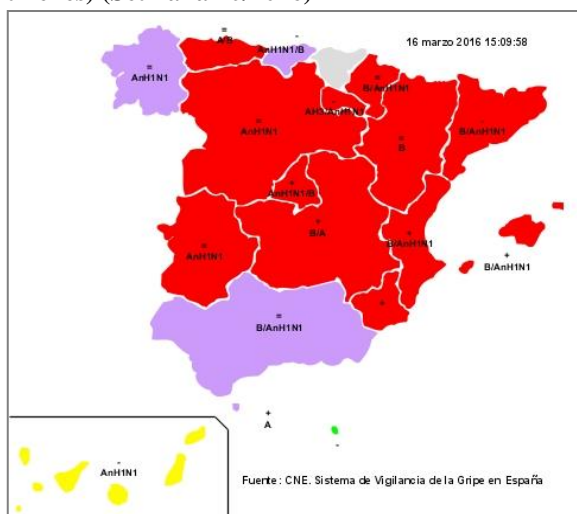 16 marzo 2016 15:09:58
=
A/B
-
AnH1N1/B
=
AnH1N1
=
B/AnH1N1
-
AH3/AnH1N1
=
AnH1N1
-
B/AnH1N1
=
B
+
AnH1N1/B
+
B/A
+
B/AnH1N1
+
B/AnH1N1
=
AnH1N1
+
=
B/AnH1N1
+
A
-
-
AnH1N1
Fuente: CNE. Sistema de Vigilancia de la Gripe en España